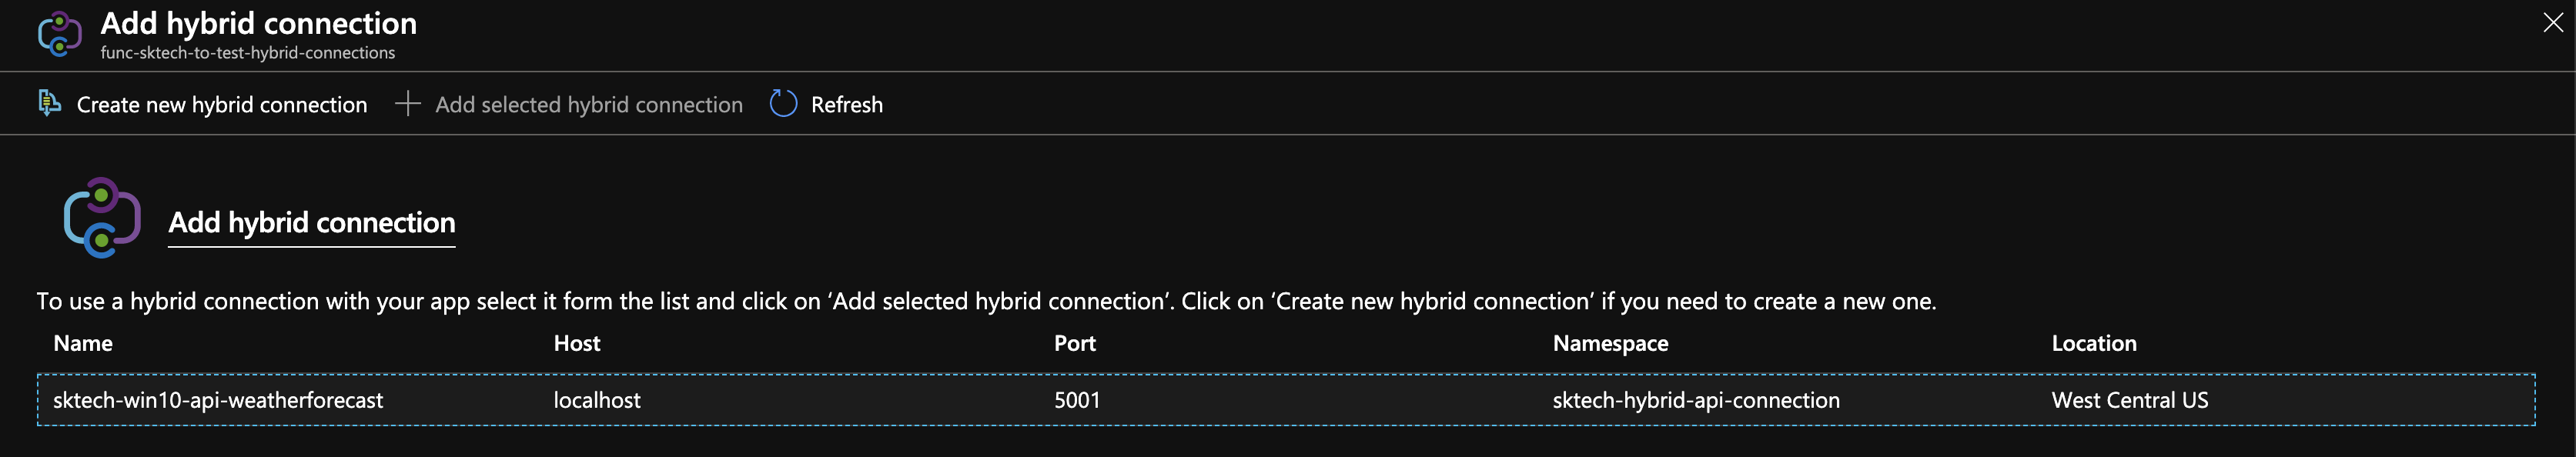 Add hybrid connection
func-sktech-to-test-hybrid-connections
Create new hybrid connection Add selected hybrid connection Refresh
Add hybrid connection
To use a hybrid connection with your app select it form the list and click on ‘Add selected hybrid connection’. Click on ‘Create new hybrid connection’ if you need to create a new one.
Name Host Port Namespace Location
sktech-win10-api-weatherforecast localhost 5001 sktech-hybrid-api-connection West Central US